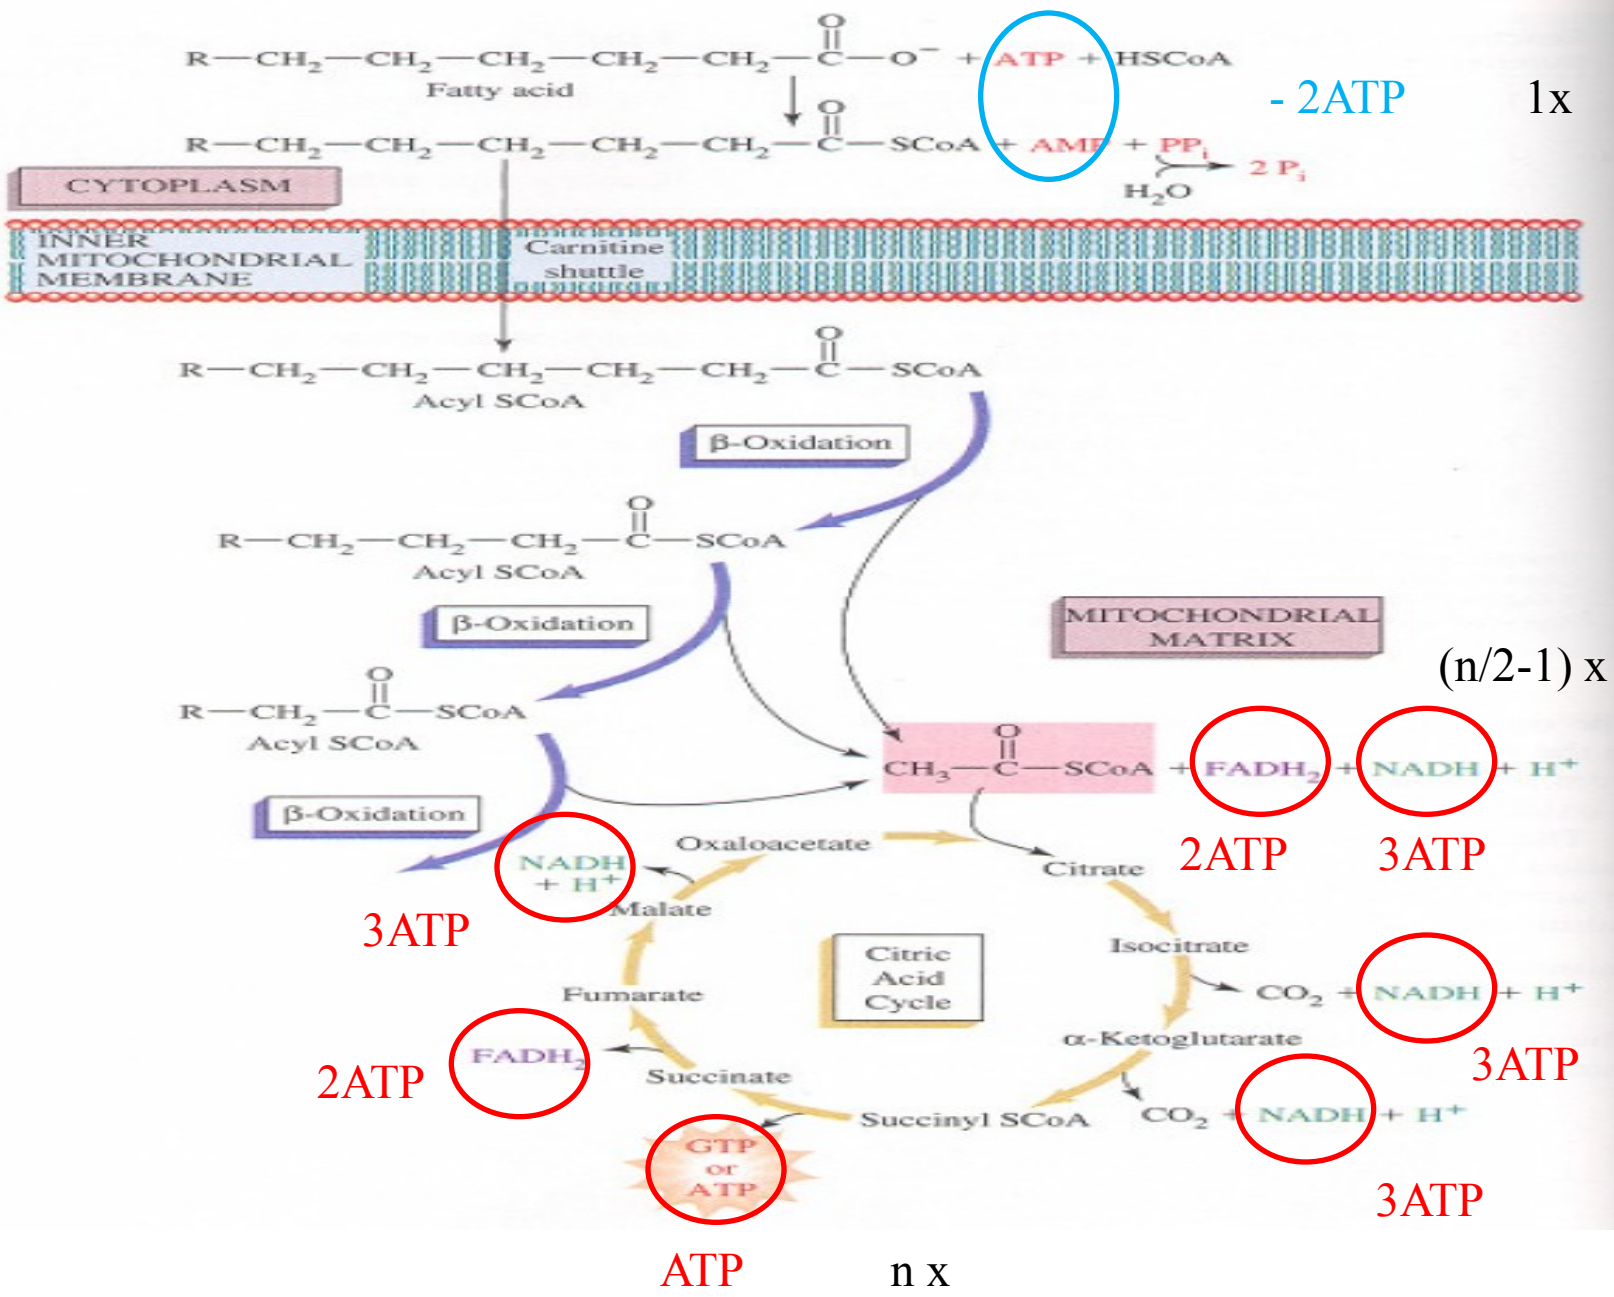 R—CH₂—CH₂—CH₂—CH₂—CH₂—C—O⁻ + ATP + HSCoA
O
Fatty acid
- 2ATP
1x
O
R—CH₂—CH₂—CH₂—CH₂—CH₂—C—SCoA + AMP + PPᵢ
2 Pᵢ
H₂O
CYTOPLASM
INNER
MITOCHONDRIAL
MEMBRANE
Carnitine
shuttle
O
R—CH₂—CH₂—CH₂—CH₂—CH₂—C—SCoA
Acyl SCoA
β-Oxidation
O
R—CH₂—CH₂—CH₂—C—SCoA
Acyl SCoA
β-Oxidation
MITOCHONDRIAL
MATRIX
(n/2-1) x
O
R—CH₂—C—SCoA
Acyl SCoA
O
CH₃—C—SCoA + FADH₂ + NADH + H⁺
2ATP
3ATP
β-Oxidation
Oxaloacetate
Citrate
NADH
+ H⁺
Malate
3ATP
Isocitrate
Citric
Acid
Cycle
Fumarate
CO₂ + NADH + H⁺
3ATP
α-Ketoglutarate
FADH₂
2ATP
Succinate
Succinyl SCoA
CO₂ + NADH + H⁺
3ATP
GTP
or
ATP
ATP
n x